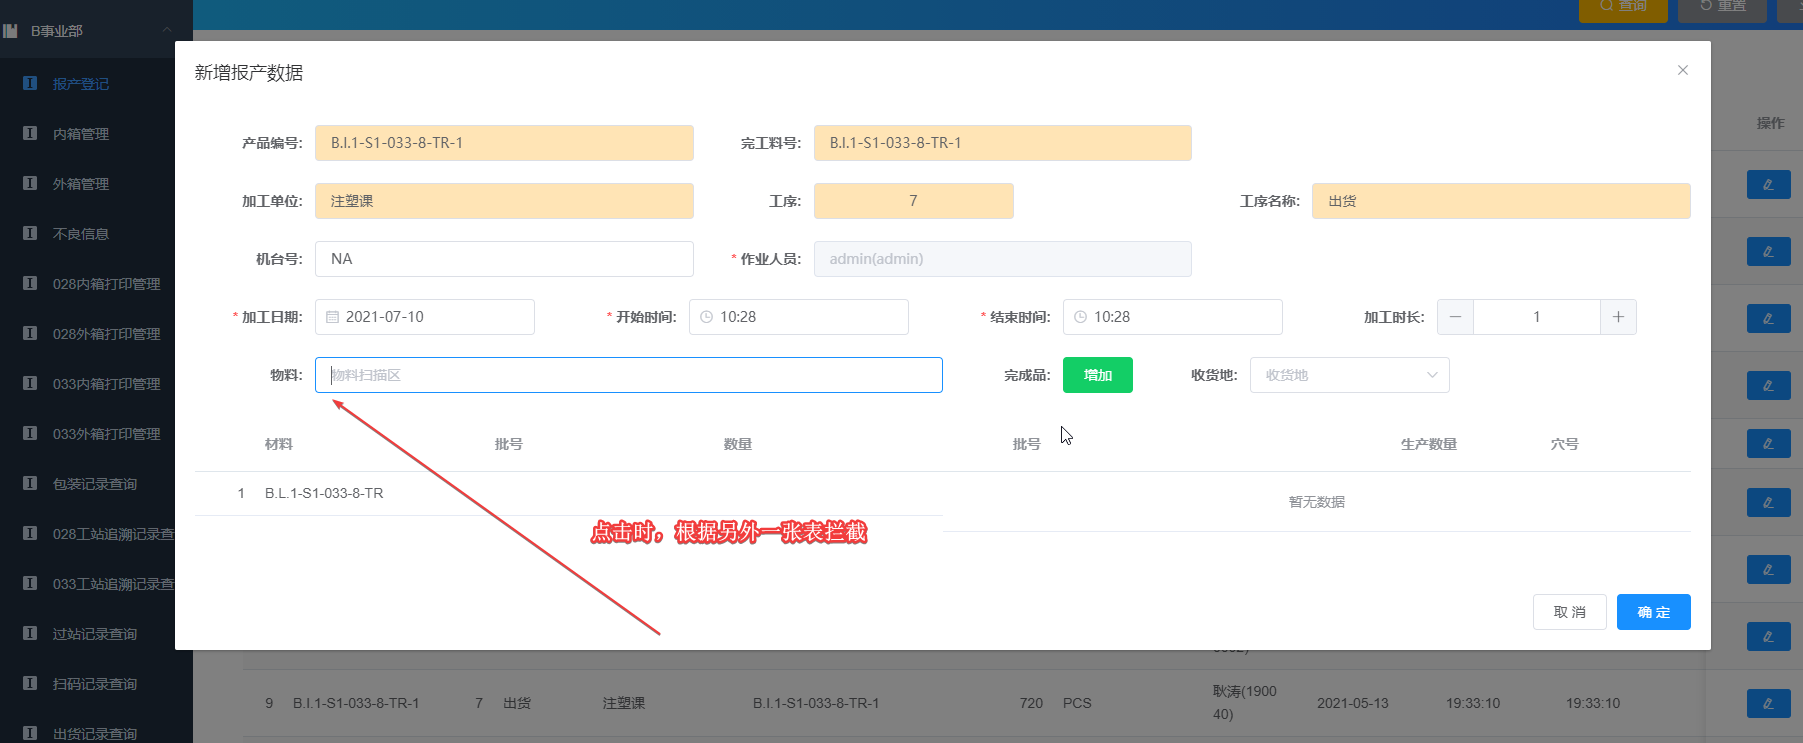 B事业部
报产登记
内箱管理
外箱管理
不良信息
028内箱打印管理
028外箱打印管理
033内箱打印管理
033外箱打印管理
包装记录查询
028工站追溯记录查
033工站追溯记录查
过站记录查询
扫码记录查询
出货记录查询
查询
重置
操作
新增报产数据
产品编号: B.I.1-S1-033-8-TR-1 完工料号: B.I.1-S1-033-8-TR-1
加工单位: 注塑课 工序: 7 工序名称: 出货
机台号: NA * 作业人员: admin(admin)
* 加工日期: 2021-07-10 * 开始时间: 10:28 * 结束时间: 10:28 加工时长: 1
物料: 物料扫描区 完成品: 增加 收货地: 收货地
材料 批号 数量 批号 生产数量 穴号
1 B.L.1-S1-033-8-TR
暂无数据
点击时，根据另外一张表拦截
取 消 确 定
9 B.I.1-S1-033-8-TR-1 7 出货 注塑课 B.I.1-S1-033-8-TR-1 720 PCS 耿涛(1900
40) 2021-05-13 19:33:10 19:33:10